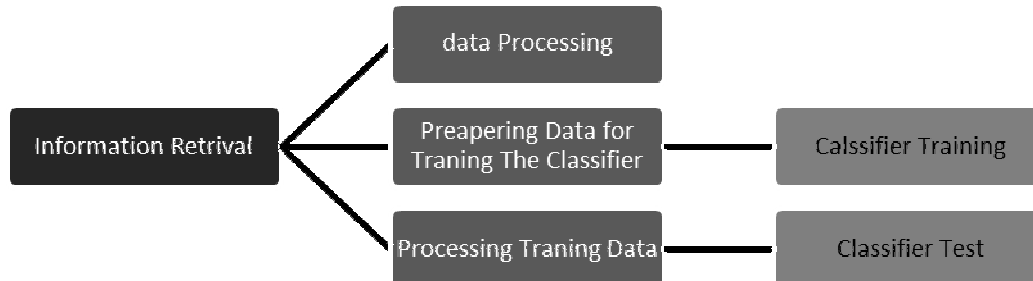 data Processing
Information Retrival
Preapering Data for
Traning The Classifier
Calssifier Training
Processing Traning Data
Classifier Test